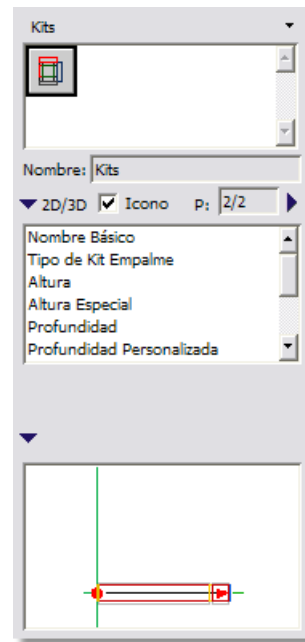 Kits
Nombre: Kits
2D/3D Icono P: 2/2
Nombre Básico
Tipo de Kit Empalme
Altura
Altura Especial
Profundidad
Profundidad Personalizada